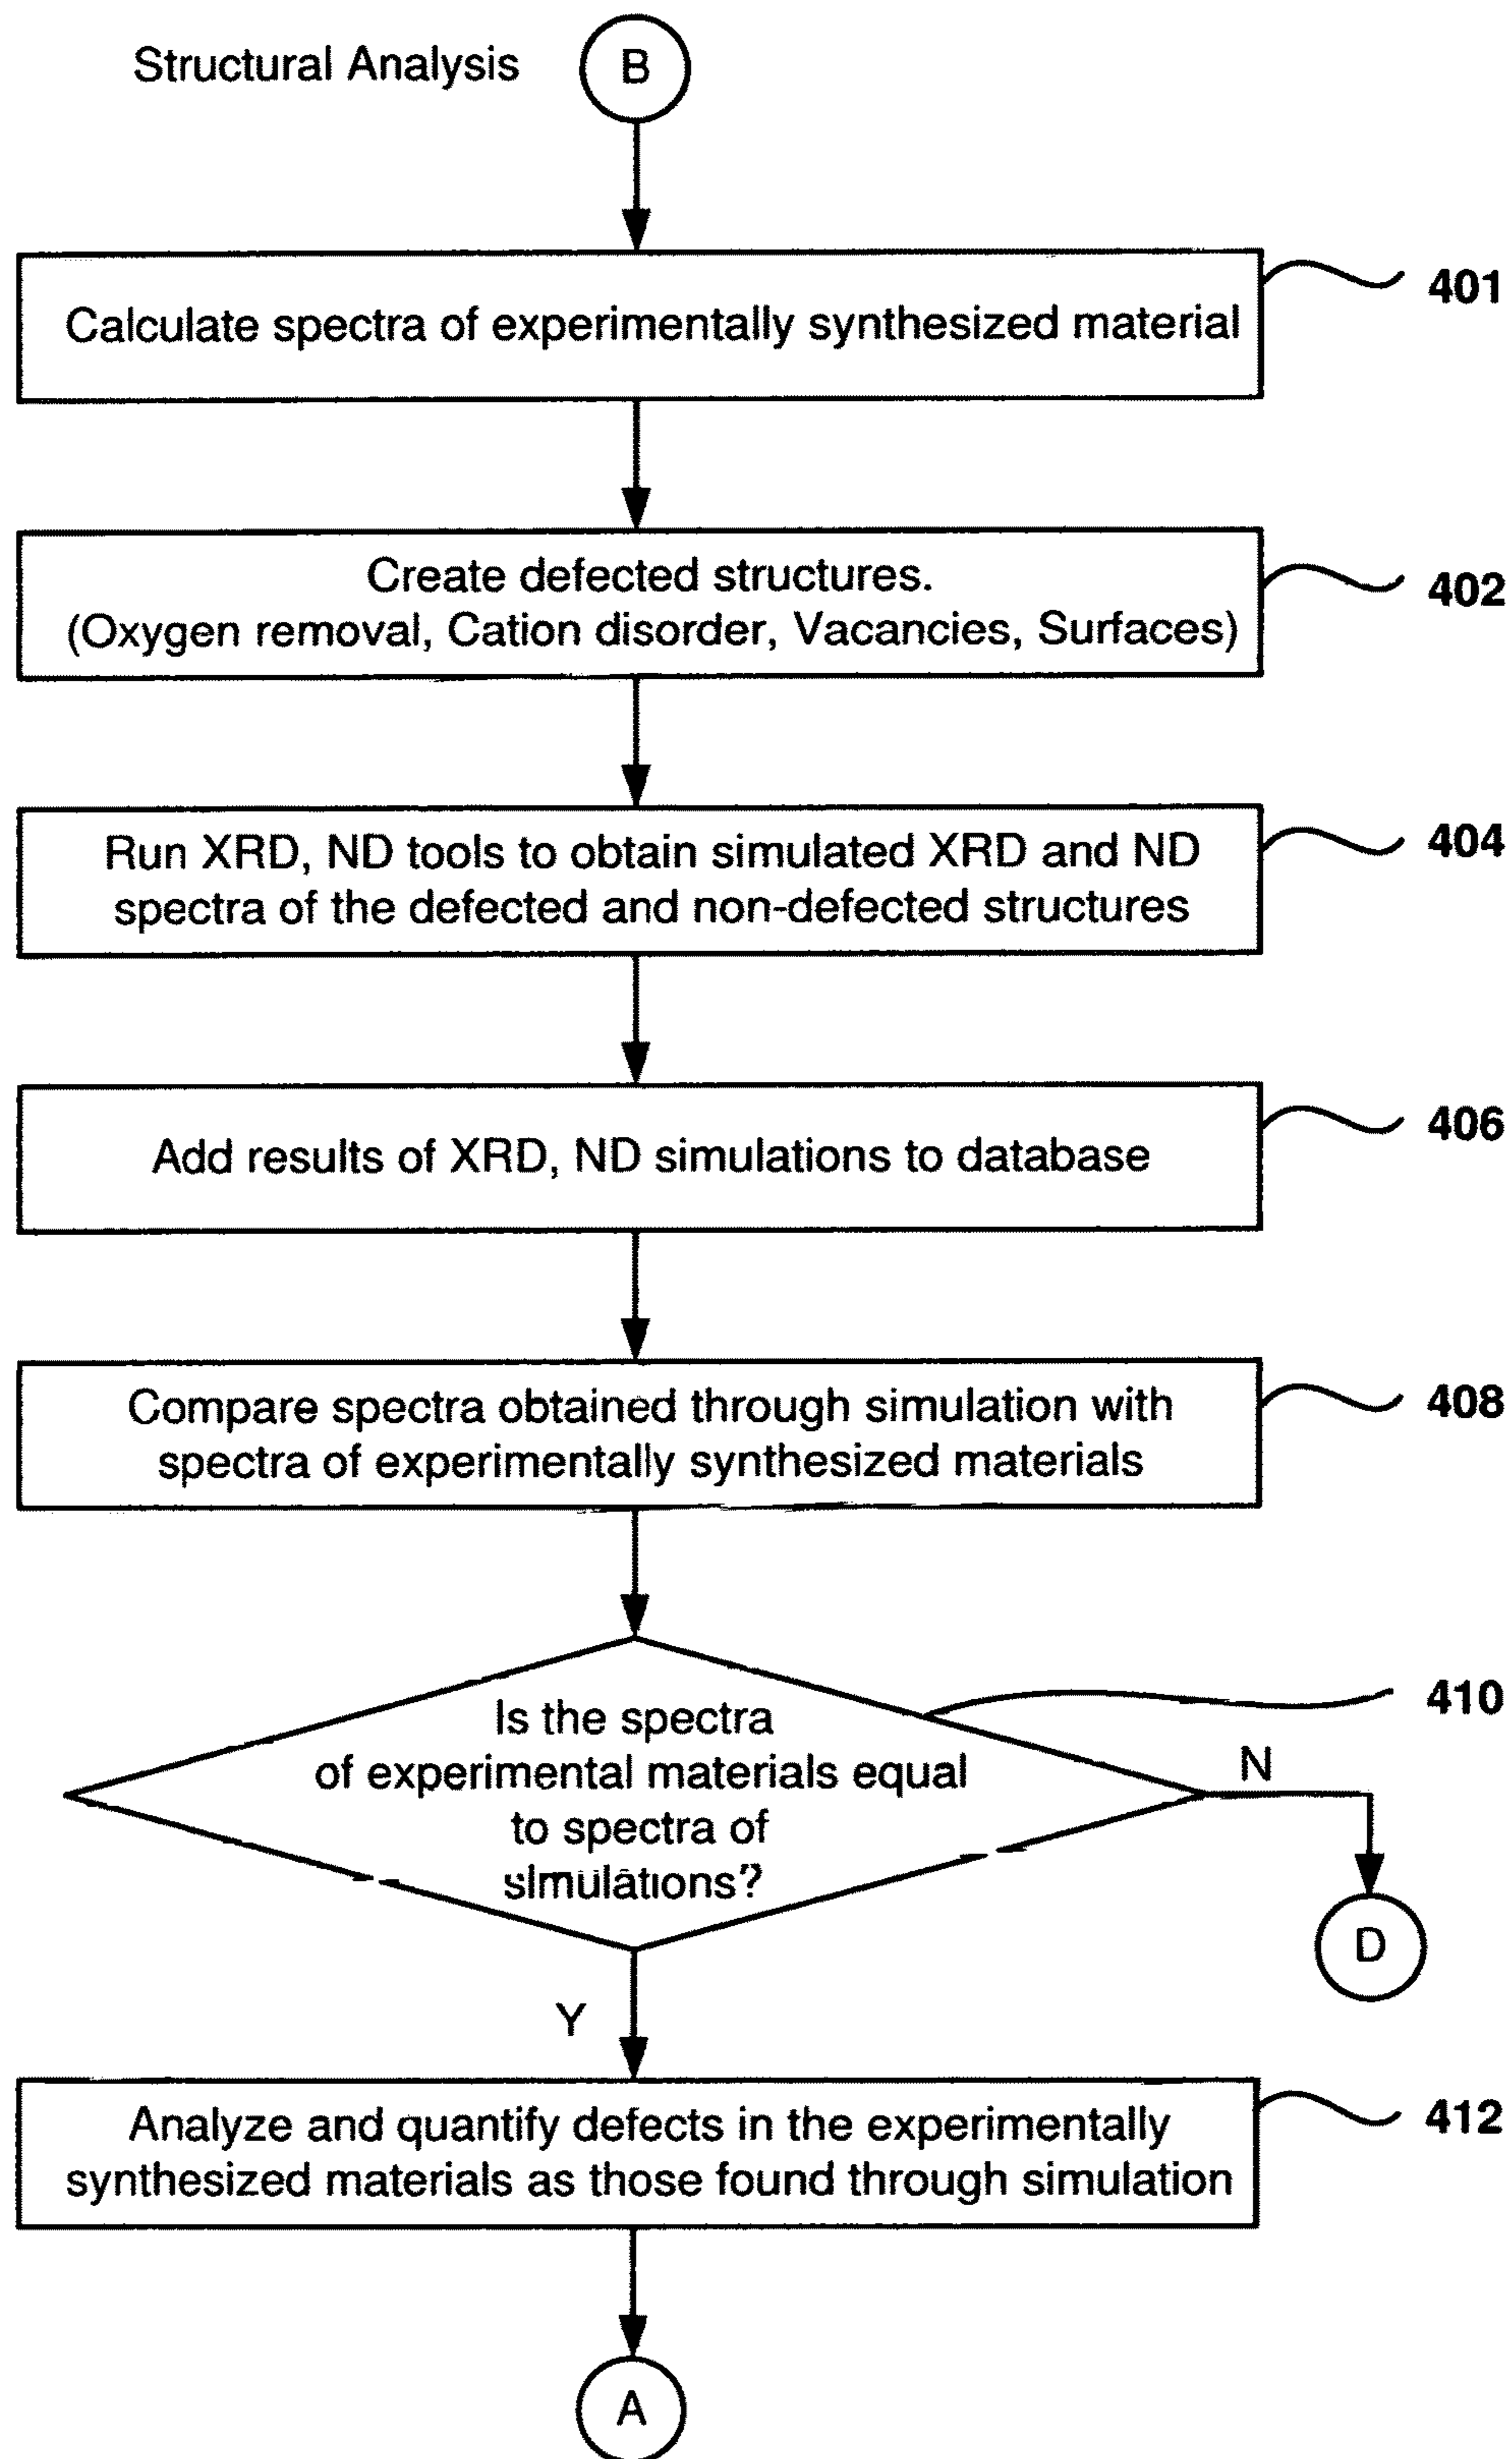 Structural Analysis
B
Calculate spectra of experimentally synthesized material
401
Create defected structures.
(Oxygen removal, Cation disorder, Vacancies, Surfaces)
402
Run XRD, ND tools to obtain simulated XRD and ND
spectra of the defected and non-defected structures
404
Add results of XRD, ND simulations to database
406
Compare spectra obtained through simulation with
spectra of experimentally synthesized materials
408
Is the spectra
of experimental materials equal
to spectra of
simulations?
410
N
D
Y
Analyze and quantify defects in the experimentally
synthesized materials as those found through simulation
412
A